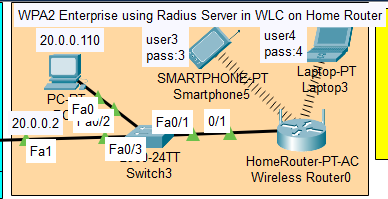 WPA2 Enterprise using Radius Server in WLC on Home Router
20.0.0.110
user3
pass:3
user4
pass:4
SMARTPHONE-PT
Smartphone5
Laptop-PT
Laptop3
Fa0
20.0.0.2
Fa0/2
Fa0/1
0/1
Fa1
Fa0/3
Switch3
HomeRouter-PT-AC
Wireless Router0